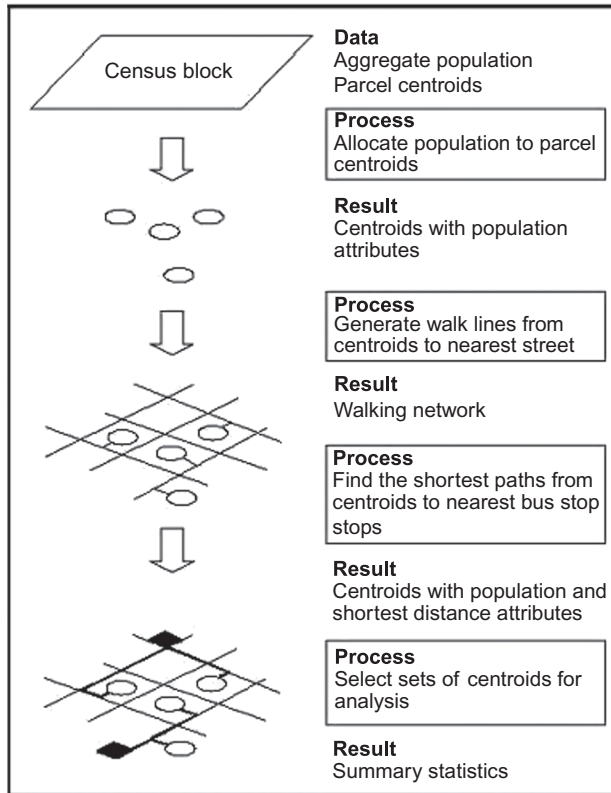 Census block
Data
Aggregate population
Parcel centroids
Process
Allocate population to parcel
centroids
Result
Centroids with population
attributes
Process
Generate walk lines from
centroids to nearest street
Result
Walking network
Process
Find the shortest paths from
centroids to nearest bus stop
stops
Result
Centroids with population and
shortest distance attributes
Process
Select sets of centroids for
analysis
Result
Summary statistics